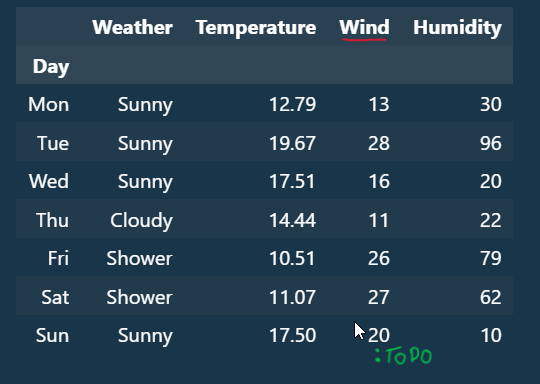 Weather Temperature Wind Humidity
Day
Mon Sunny 12.79 13 30
Tue Sunny 19.67 28 96
Wed Sunny 17.51 16 20
Thu Cloudy 14.44 11 22
Fri Shower 10.51 26 79
Sat Shower 11.07 27 62
Sun Sunny 17.50 20 10
:TODO